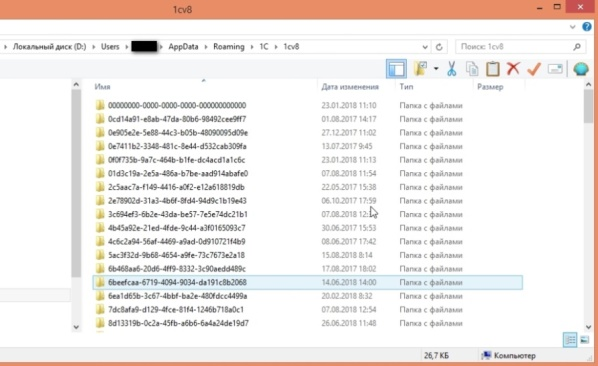 1cv8
Локальный диск (D:) Users AppData Roaming 1C 1cv8 Поиск: 1cv8
Имя Дата изменения Тип Размер
00000000-0000-0000-0000-000000000000 23.01.2018 11:10 Папка с файлами
0cd14a91-e8ab-47da-80b6-98492cee9ff7 01.08.2017 14:17 Папка с файлами
0e905e2e-5e88-44c3-b05b-48090095d09e 27.12.2017 11:02 Папка с файлами
0e7411b2-3348-481c-8e44-d532cab309fa 13.07.2017 9:45 Папка с файлами
0f0f735b-9a7c-464b-b1fe-dc4acd1a1c6c 23.01.2018 11:13 Папка с файлами
01d3c19a-2e5a-486a-b7be-aad914abafe0 07.08.2018 11:54 Папка с файлами
2c5aac7a-f149-4416-a0f2-e12a618819db 22.05.2017 15:38 Папка с файлами
2e78902d-31a3-4b6f-8fd4-94d9c1b19e43 06.10.2017 17:59 Папка с файлами
3c694ef3-6b2e-43da-be57-7e5e74dc21b1 07.08.2018 Папка с файлами
4b45a92e-21ed-4fde-9c44-a3f0165093c7 30.06.2017 15:53 Папка с файлами
4c6c2a94-56af-4469-a9ad-0d910721f4b9 08.06.2017 17:42 Папка с файлами
5ac3f32d-9b68-4654-a9fe-73c7673e2a18 15.08.2018 8:14 Папка с файлами
6b468aa6-20d6-4ff9-8332-3c90aedd489c 17.08.2017 18:02 Папка с файлами
6beefcaa-6719-4094-9034-da191c8b2068 14.06.2018 14:00 Папка с файлами
6ea1d65b-3c67-4bbf-ba2e-480fdcc4499a 20.02.2018 8:32 Папка с файлами
7dc8afa9-d129-4fce-81f4-1246b718a0c1 07.08.2018 12:54 Папка с файлами
8d13319b-0c2a-45fb-a6b6-6a4a24de19d7 26.06.2018 11:48 Папка с файлами
26,7 КБ Компьютер